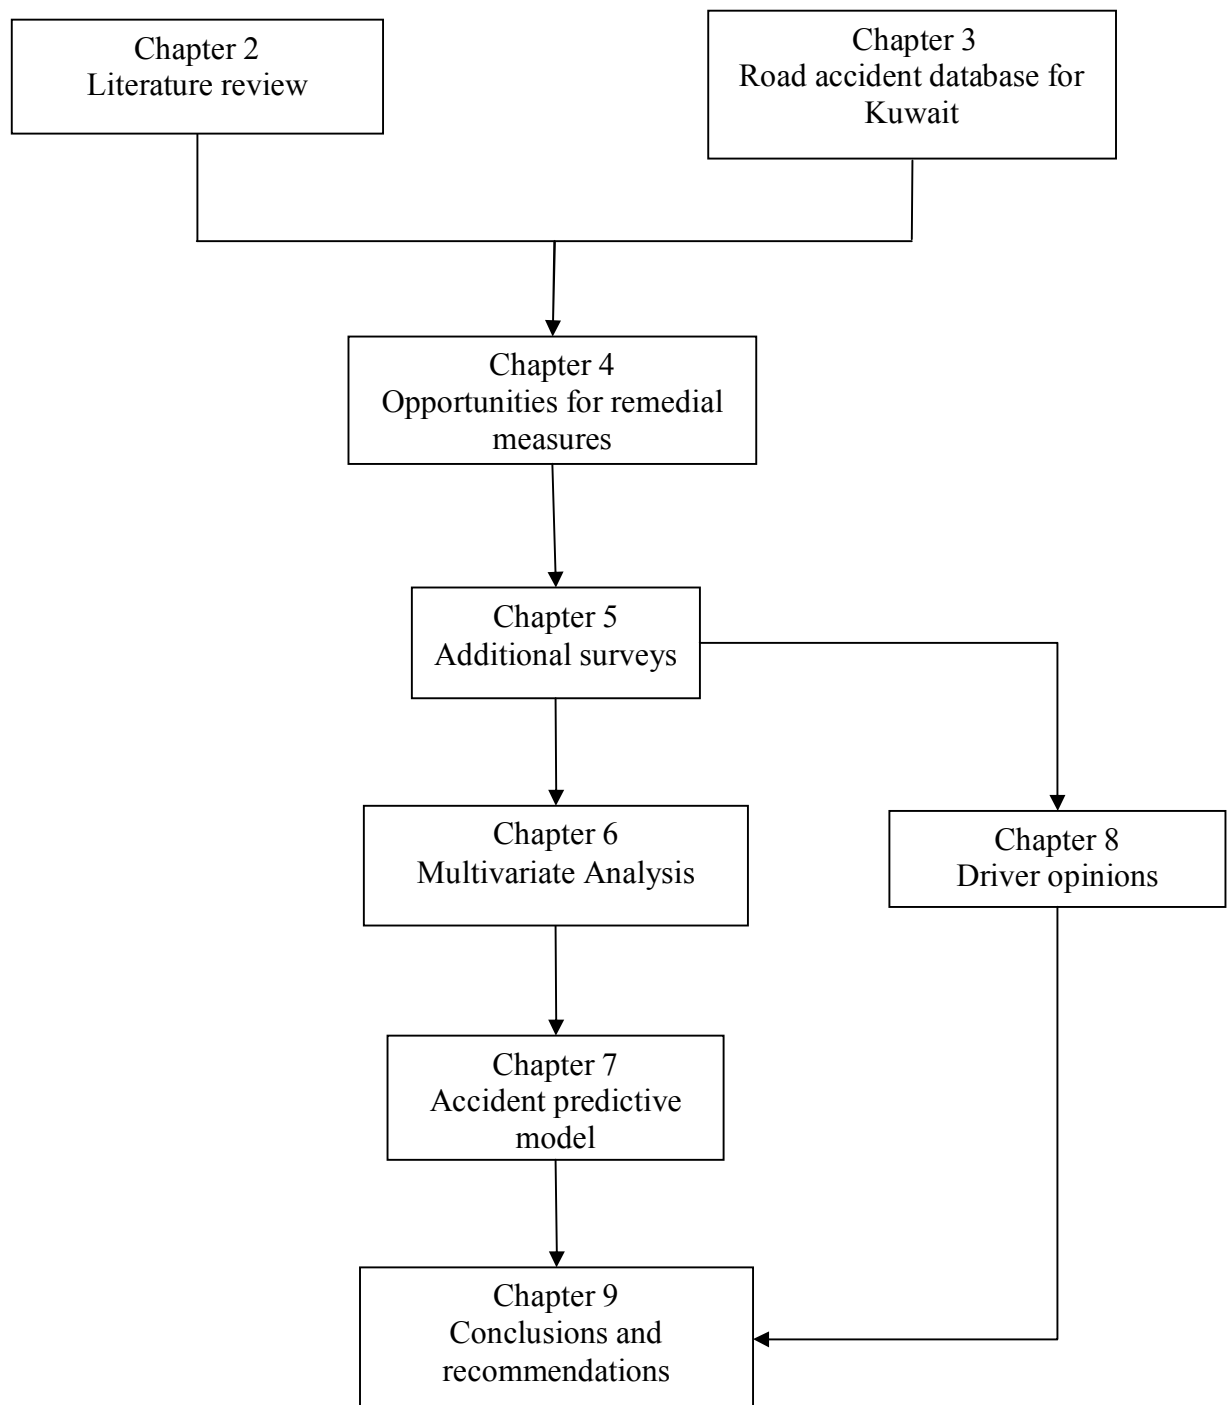 Chapter 2
Literature review
Chapter 3
Road accident database for
Kuwait
Chapter 4
Opportunities for remedial
measures
Chapter 5
Additional surveys
Chapter 6
Multivariate Analysis
Chapter 8
Driver opinions
Chapter 7
Accident predictive
model
Chapter 9
Conclusions and
recommendations